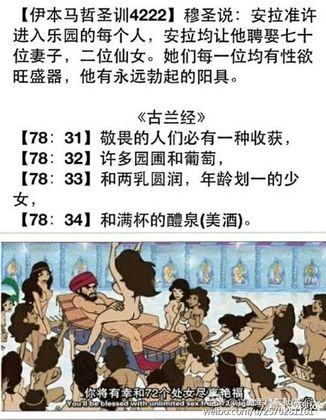 【伊本马哲圣训4222】穆圣说：安拉准许
进入乐园的每个人，安拉均让他聘娶七十
位妻子，二位仙女。她们每一位均有性欲
旺盛器，他有永远勃起的阳具。
《古兰经》
【78：31】敬畏的人们必有一种收获，
【78：32】许多园圃和葡萄，
【78：33】和两乳圆润，年龄划一的少
女，
【78：34】和满杯的醴泉(美酒)。
你将有幸和72个处女尽享艳福
You'll be blessed with unlimited sex from